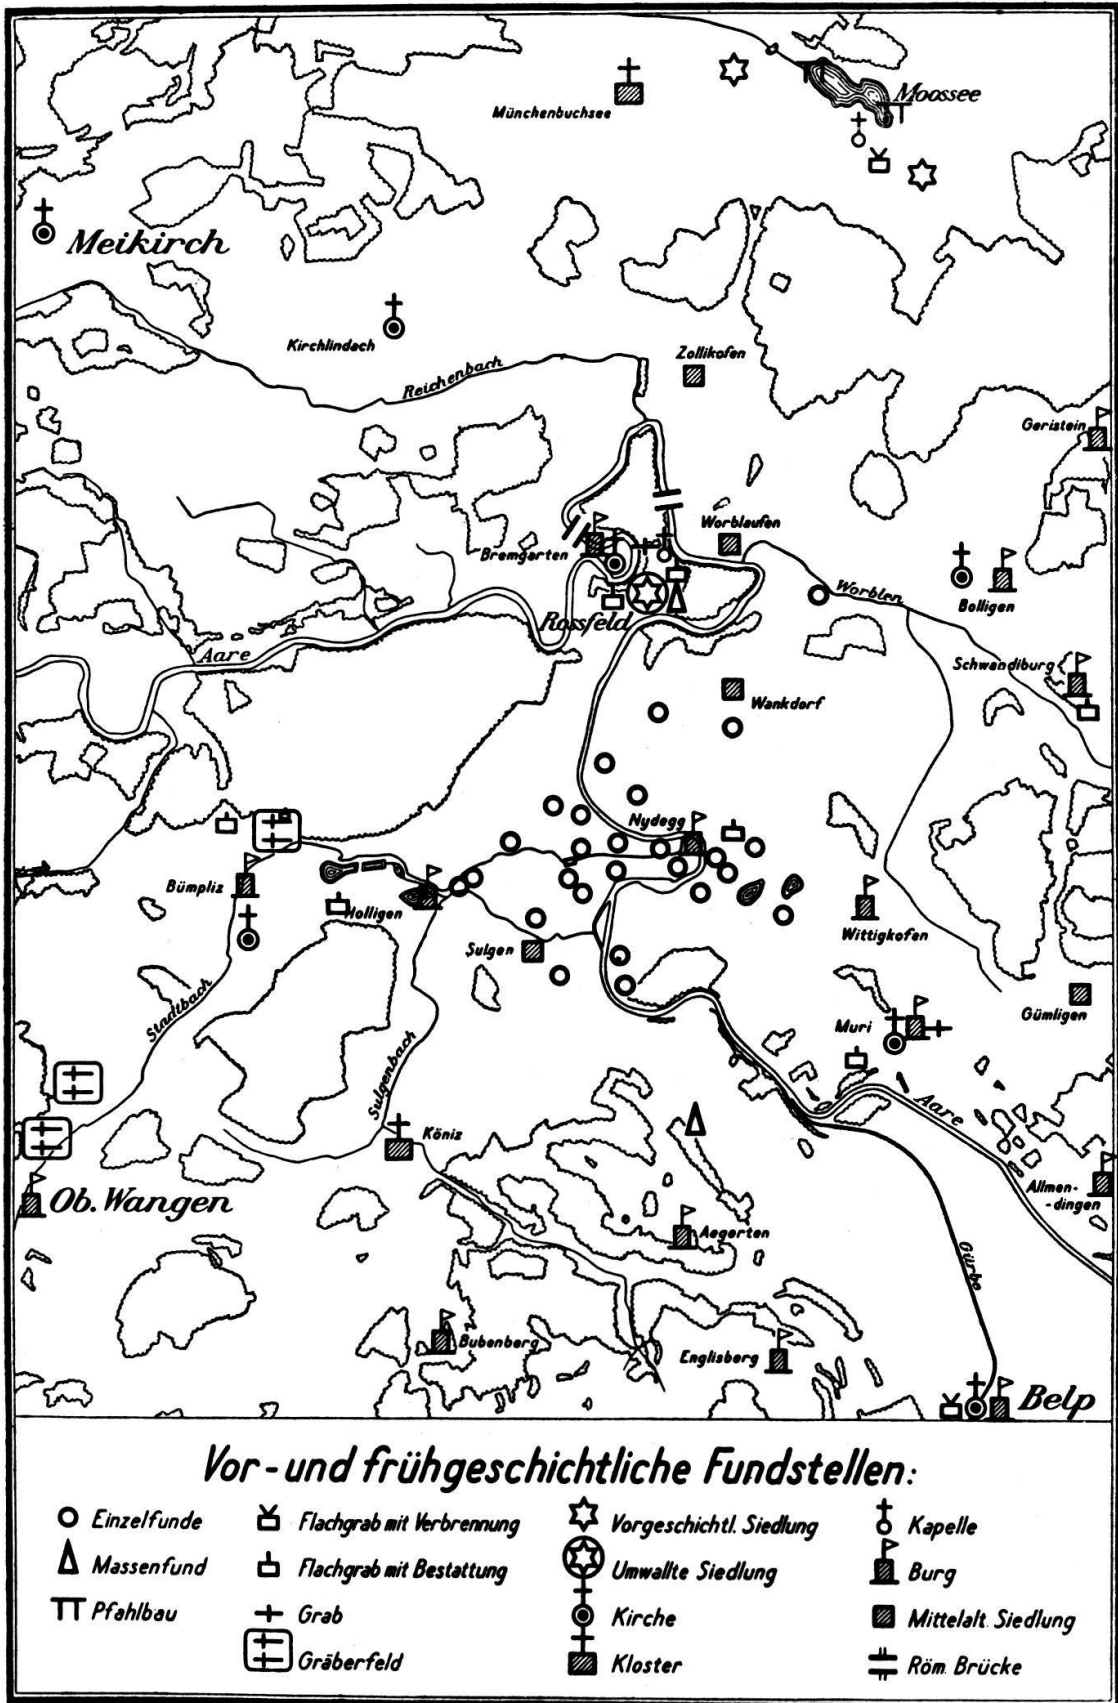 Moossee
Münchenbuchsee
Meikirch
Kirchlindach
Reichenbach
Zollikofen
Geristein
Worblaufen
Bremgarten
Bolligen
Worblen
Rossfeld
Aare
Schwandiburg
Wankdorf
Nydegg
Bümpliz
Holligen
Wittigkofen
Sulgen
Stadtbach
Gümligen
Muri
Sulgenbach
Aare
Köniz
Allmen-
-dingen
Ob. Wangen
Aegerten
Gürbe
Bubenberg
Englisberg
Belp
Vor- und frühgeschichtliche Fundstellen:
Einzelfunde
Flachgrab mit Verbrennung
Vorgeschichtl. Siedlung
Kapelle
Massenfund
Flachgrab mit Bestattung
Umwallte Siedlung
Burg
Pfahlbau
Grab
Kirche
Mittelalt. Siedlung
Gräberfeld
Kloster
Röm. Brücke